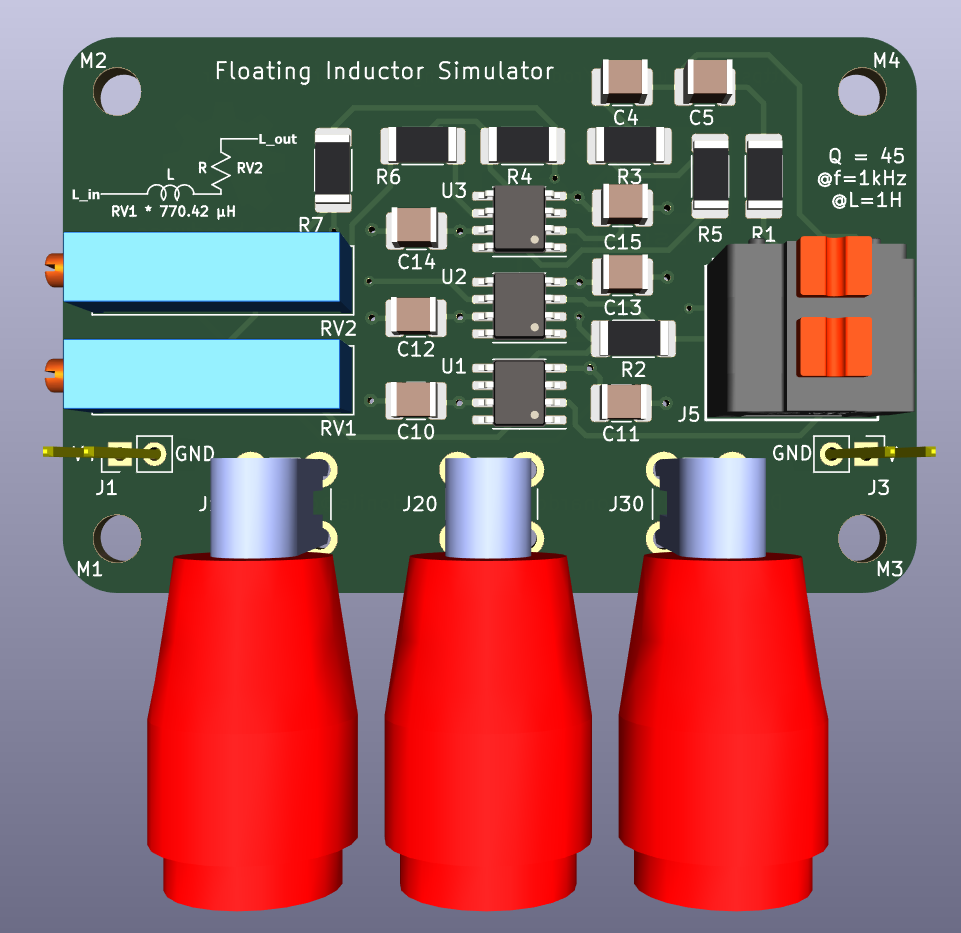 M2
Floating Inductor Simulator
M4
C4
C5
L_out
R
RV2
L
L_in
RV1 * 770.42 µH
R6
R4
R3
Q = 45
@f=1kHz
@L=1H
U3
R7
C15
R5
R1
C14
U2
C13
RV2
C12
U1
R2
RV1
C10
C11
J5
GND
GND
J1
J20
J30
J3
M1
M3